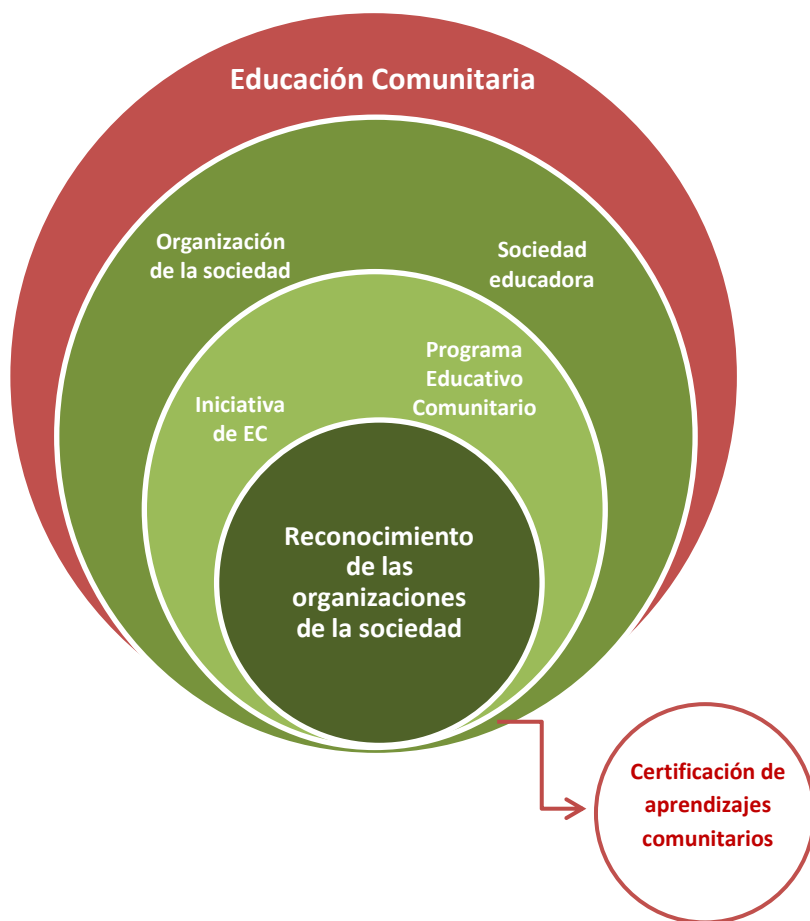 Educación Comunitaria
Organización
de la sociedad
Sociedad
educadora
Programa
Educativo
Comunitario
Iniciativa
de EC
Reconocimiento
de las
organizaciones
de la sociedad
Certificación de
aprendizajes
comunitarios